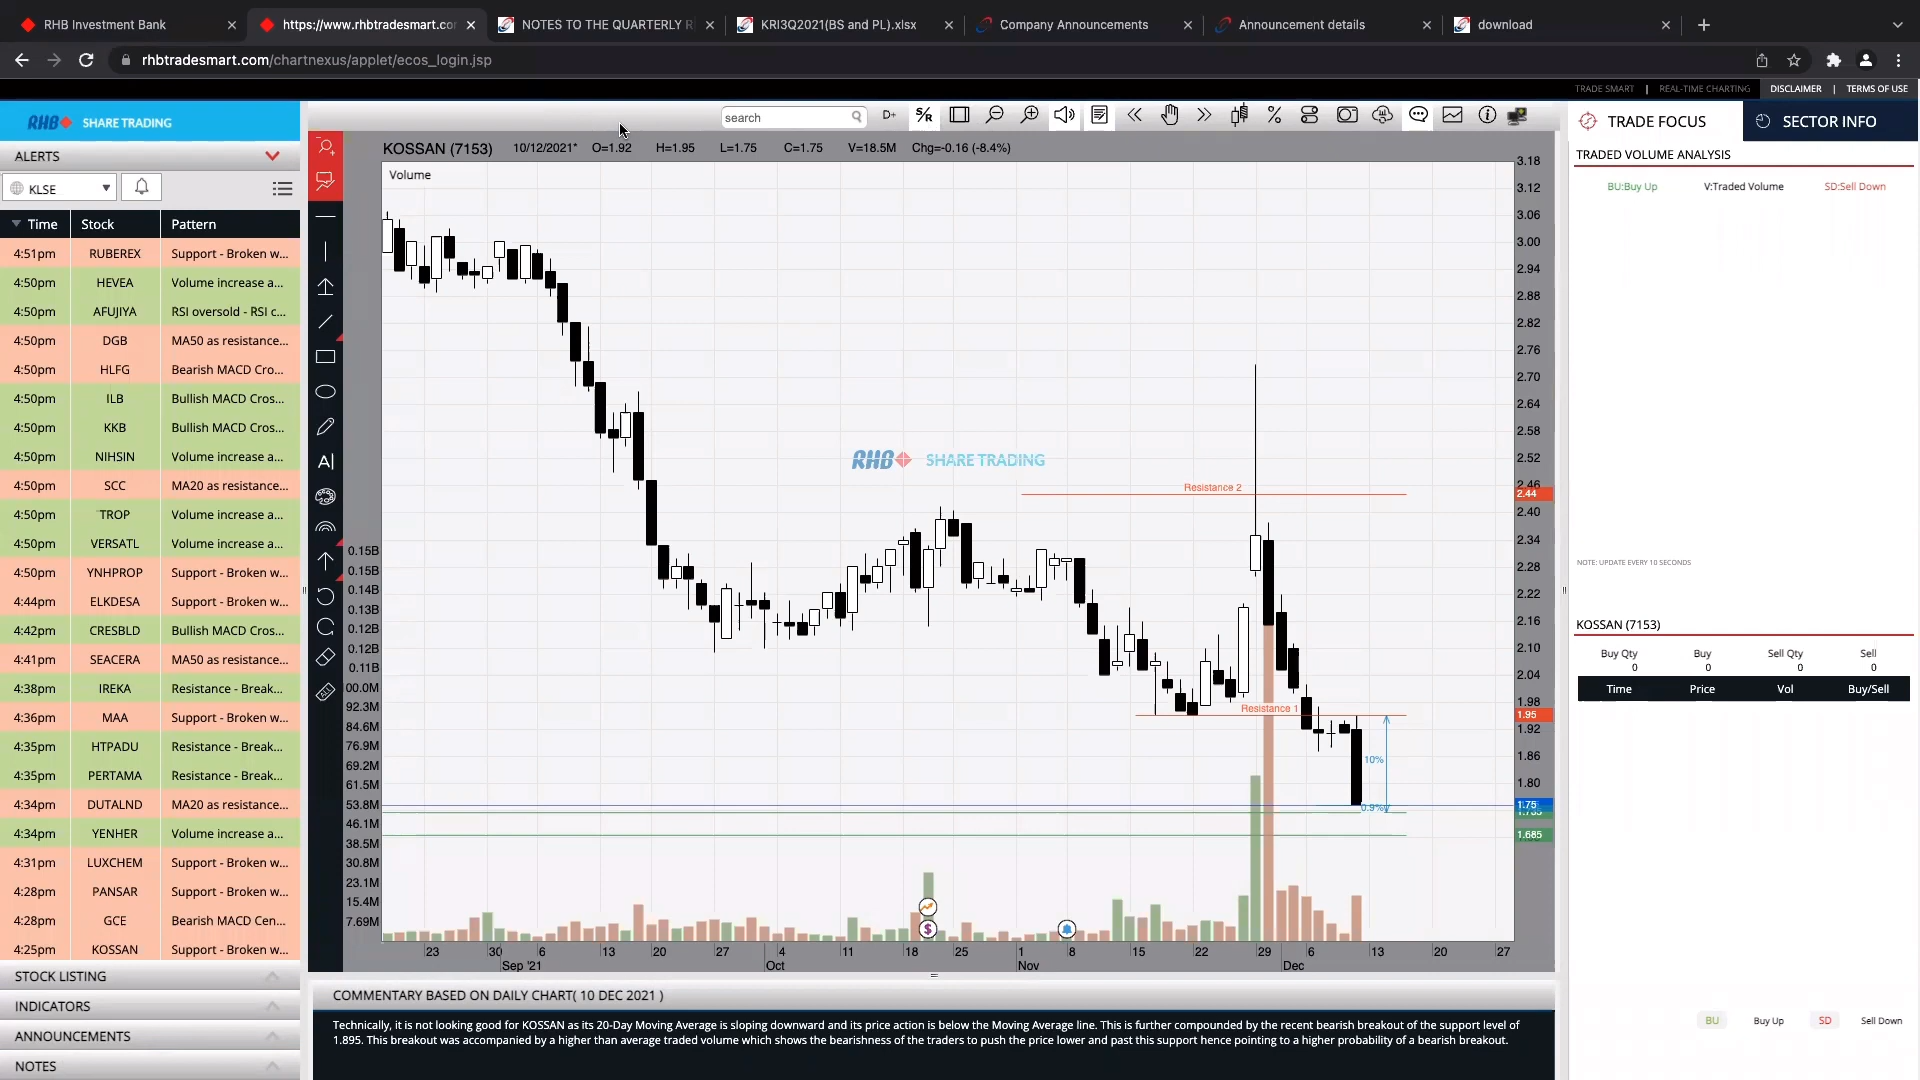 RHB Investment Bank
https://www.rhbtradesmart.co
NOTES TO THE QUARTERLY R
KRI3Q2021(BS and PL).xlsx
Company Announcements
Announcement details
download
rhbtradesmart.com/chartnexus/applet/ecos_login.jsp
TRADE SMART | REAL-TIME CHARTING | DISCLAIMER | TERMS OF USE
RHB SHARE TRADING
search
D+
S/R
TRADE FOCUS
SECTOR INFO
ALERTS
KLSE
Time Stock Pattern
4:51pm RUBEREX Support - Broken w...
4:50pm HEVEA Volume increase a...
4:50pm AFUJIYA RSI oversold - RSI c...
4:50pm DGB MA50 as resistance...
4:50pm HLFG Bearish MACD Cro...
4:50pm ILB Bullish MACD Cros...
4:50pm KKB Bullish MACD Cros...
4:50pm NIHSIN Volume increase a...
4:50pm SCC MA20 as resistance...
4:50pm TROP Volume increase a...
4:50pm VERSATL Volume increase a...
4:50pm YNHPROP Support - Broken w...
4:44pm ELKDESA Support - Broken w...
4:42pm CRESBLD Bullish MACD Cros...
4:41pm SEACERA MA50 as resistance...
4:38pm IREKA Resistance - Break...
4:36pm MAA Support - Broken w...
4:35pm HTPADU Resistance - Break...
4:35pm PERTAMA Resistance - Break...
4:34pm DUTALND MA20 as resistance...
4:34pm YENHER Volume increase a...
4:31pm LUXCHEM Support - Broken w...
4:28pm PANSAR Support - Broken w...
4:28pm GCE Bearish MACD Cen...
4:25pm KOSSAN Support - Broken w...
STOCK LISTING
INDICATORS
ANNOUNCEMENTS
NOTES
KOSSAN (7153) 10/12/2021* O=1.92 H=1.95 L=1.75 C=1.75 V=18.5M Chg=-0.16 (-8.4%)
Volume
RHB SHARE TRADING
Resistance 2
Resistance 1
10%
0.9%
3.18
3.12
3.06
3.00
2.94
2.88
2.82
2.76
2.70
2.64
2.58
2.52
2.46
2.44
2.40
2.34
2.28
2.22
2.16
2.10
2.04
1.98
1.95
1.92
1.86
1.80
1.75
1.685
0.15B
0.15B
0.14B
0.13B
0.12B
0.12B
0.11B
00.0M
92.3M
84.6M
76.9M
69.2M
61.5M
53.8M
46.1M
38.5M
30.8M
23.1M
15.4M
7.69M
23 30 6 13 20 27 4 11 18 25 1 8 15 22 29 6 13 20 27
Sep '21 Oct Nov Dec
COMMENTARY BASED ON DAILY CHART( 10 DEC 2021 )
Technically, it is not looking good for KOSSAN as its 20-Day Moving Average is sloping downward and its price action is below the Moving Average line. This is further compounded by the recent bearish breakout of the support level of
1.895. This breakout was accompanied by a higher than average traded volume which shows the bearishness of the traders to push the price lower and past this support hence pointing to a higher probability of a bearish breakout.
TRADED VOLUME ANALYSIS
BU:Buy Up V:Traded Volume SD:Sell Down
NOTE: UPDATE EVERY 10 SECONDS
KOSSAN (7153)
Buy Qty Buy Sell Qty Sell
0 0 0 0
Time Price Vol Buy/Sell
BU Buy Up SD Sell Down